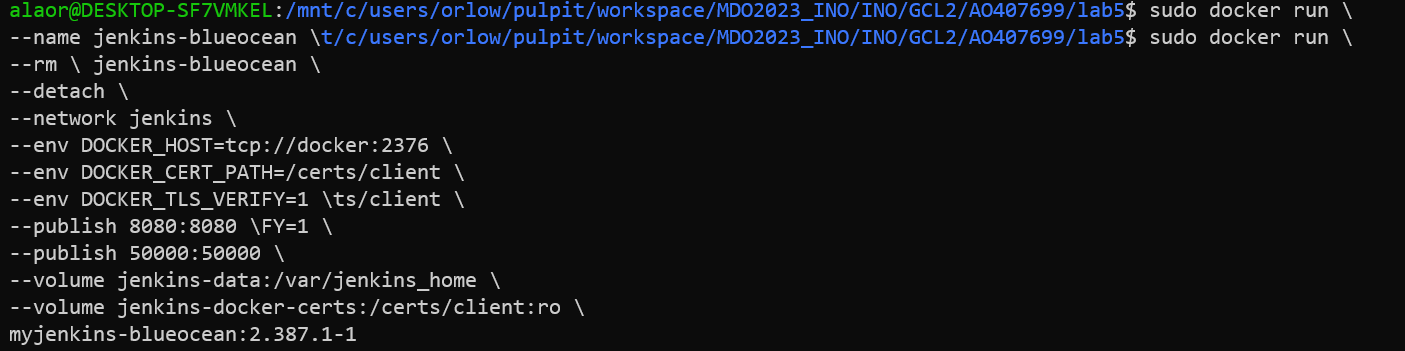 alaor@DESKTOP-SF7VMKEL:/mnt/c/users/orlow/pulpit/workspace/MDO2023_INO/INO/GCL2/AO407699/lab5$ sudo docker run \
--name jenkins-blueocean \t/c/users/orlow/pulpit/workspace/MDO2023_INO/INO/GCL2/AO407699/lab5$ sudo docker run \
--rm \ jenkins-blueocean \
--detach \
--network jenkins \
--env DOCKER_HOST=tcp://docker:2376 \
--env DOCKER_CERT_PATH=/certs/client \
--env DOCKER_TLS_VERIFY=1 \ts/client \
--publish 8080:8080 \FY=1 \
--publish 50000:50000 \
--volume jenkins-data:/var/jenkins_home \
--volume jenkins-docker-certs:/certs/client:ro \
myjenkins-blueocean:2.387.1-1